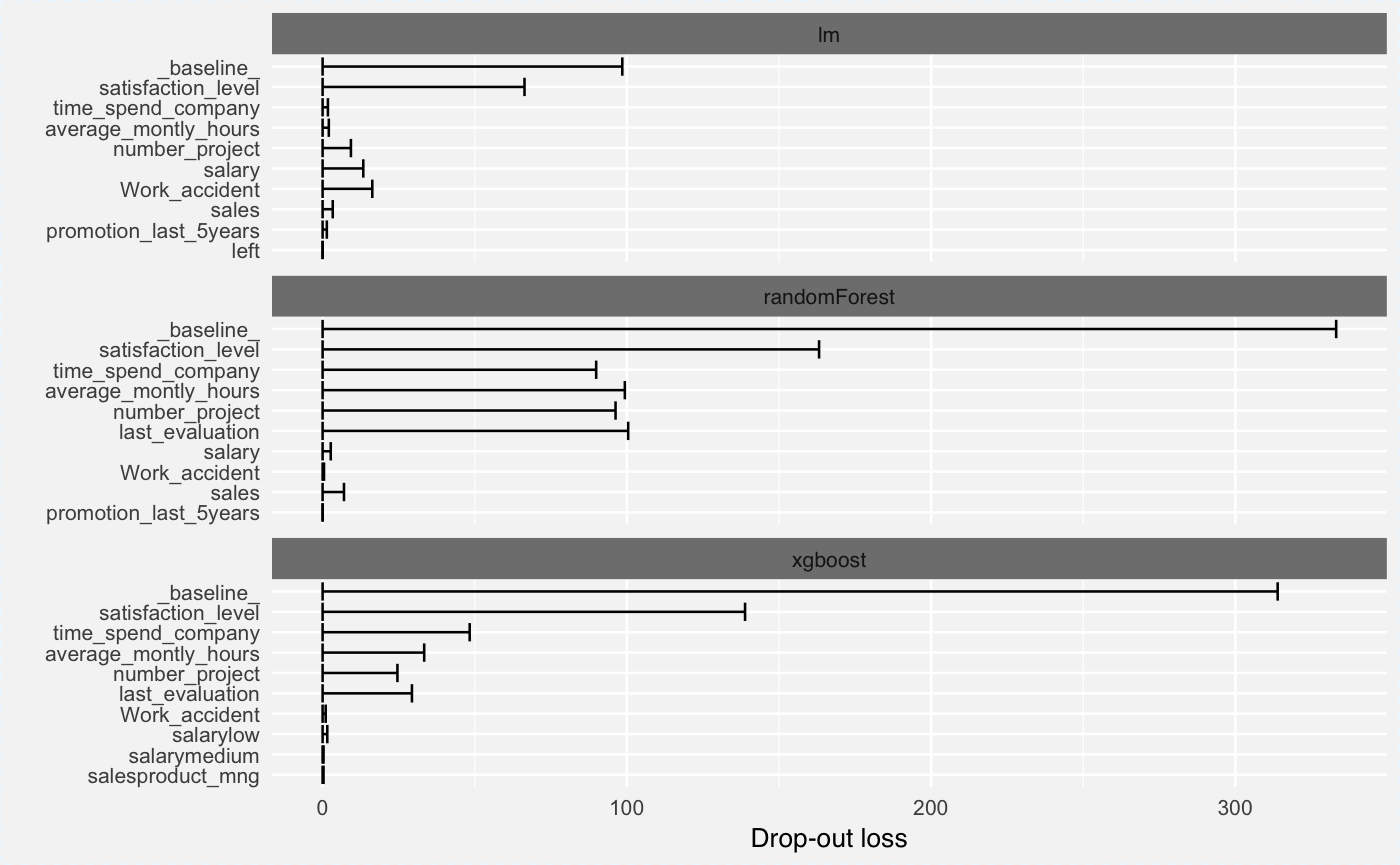 lm
_baseline_
satisfaction_level
time_spend_company
average_montly_hours
number_project
salary
Work_accident
sales
promotion_last_5years
left
randomForest
_baseline_
satisfaction_level
time_spend_company
average_montly_hours
number_project
last_evaluation
salary
Work_accident
sales
promotion_last_5years
xgboost
_baseline_
satisfaction_level
time_spend_company
average_montly_hours
number_project
last_evaluation
Work_accident
salarylow
salarymedium
salesproduct_mng
0 100 200 300
Drop-out loss